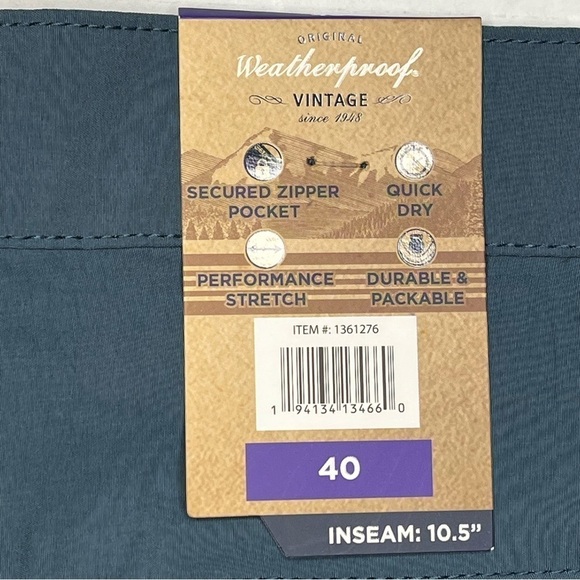 ORIGINAL
Weatherproof®
VINTAGE
since 1948
SECURED ZIPPER
POCKET
QUICK
DRY
PERFORMANCE
STRETCH
DURABLE &
PACKABLE
ITEM #: 1361276
1 94134 13466 0
40
INSEAM: 10.5”